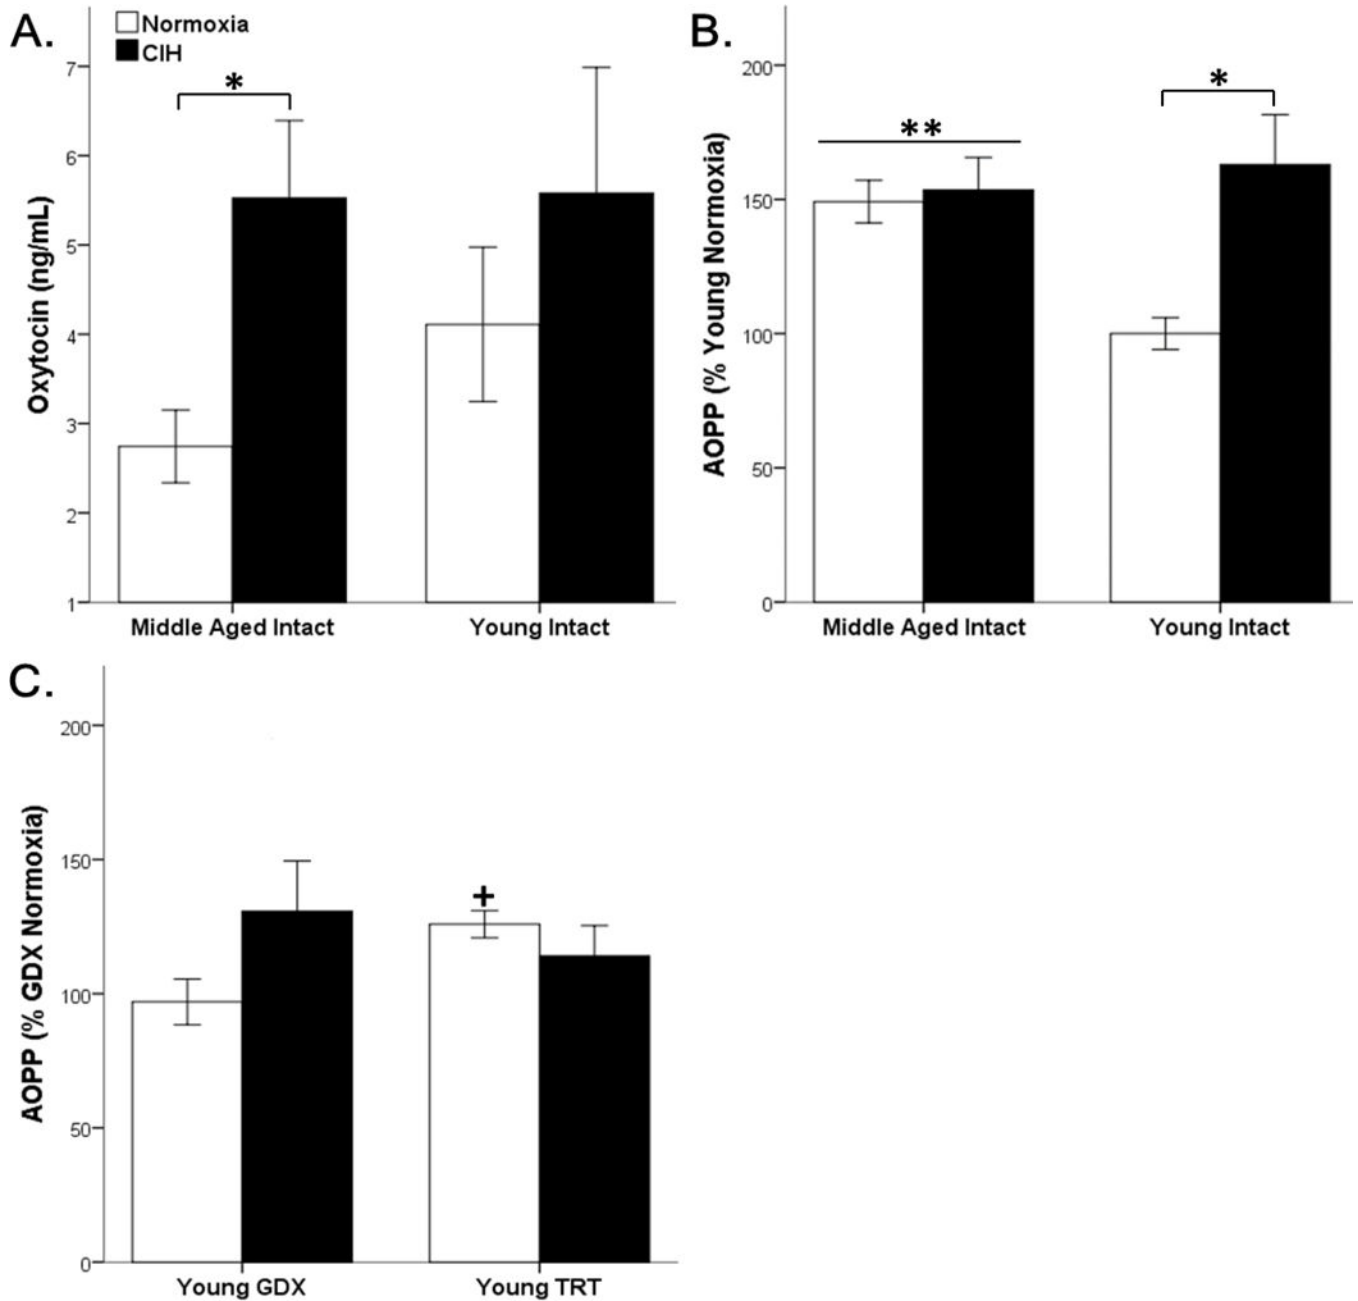 A.
Normoxia
CIH
7
6
5
4
3
2
1
Oxytocin (ng/mL)
*
Middle Aged Intact
Young Intact
B.
200
150
100
50
0
AOPP (% Young Normoxia)
**
*
Middle Aged Intact
Young Intact
C.
200
150
100
50
0
AOPP (% GDX Normoxia)
+
Young GDX
Young TRT